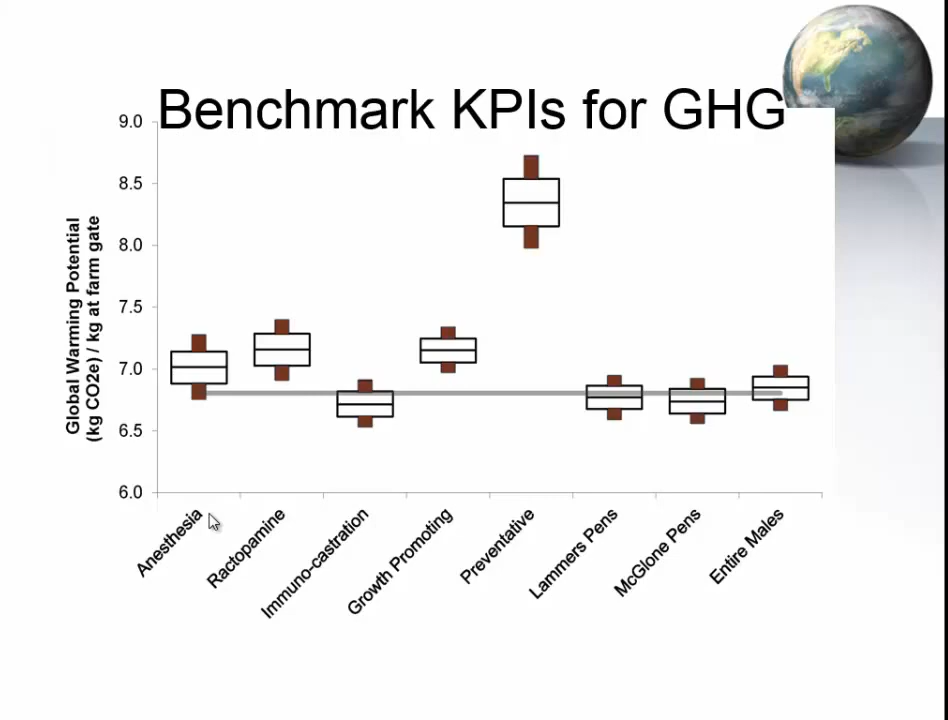 Benchmark KPIs for GHG
Global Warming Potential
(kg CO2e) / kg at farm gate
9.0
8.5
8.0
7.5
7.0
6.5
6.0
Anesthesia
Ractopamine
Immuno-castration
Growth Promoting
Preventative
Lammers Pens
McGlone Pens
Entire Males